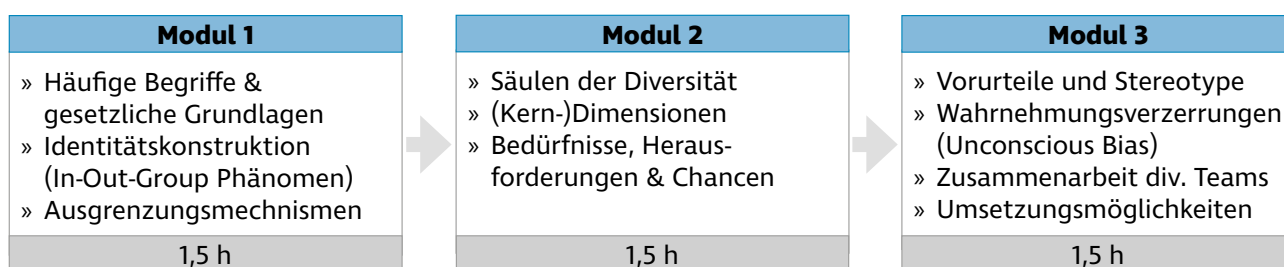 Modul 1
» Häufige Begriffe &
gesetzliche Grundlagen
» Identitätskonstruktion
(In-Out-Group Phänomen)
» Ausgrenzungsmechnismen
1,5 h
Modul 2
» Säulen der Diversität
» (Kern-)Dimensionen
» Bedürfnisse, Heraus-
forderungen & Chancen
1,5 h
Modul 3
» Vorurteile und Stereotype
» Wahrnehmungsverzerrungen
(Unconscious Bias)
» Zusammenarbeit div. Teams
» Umsetzungsmöglichkeiten
1,5 h